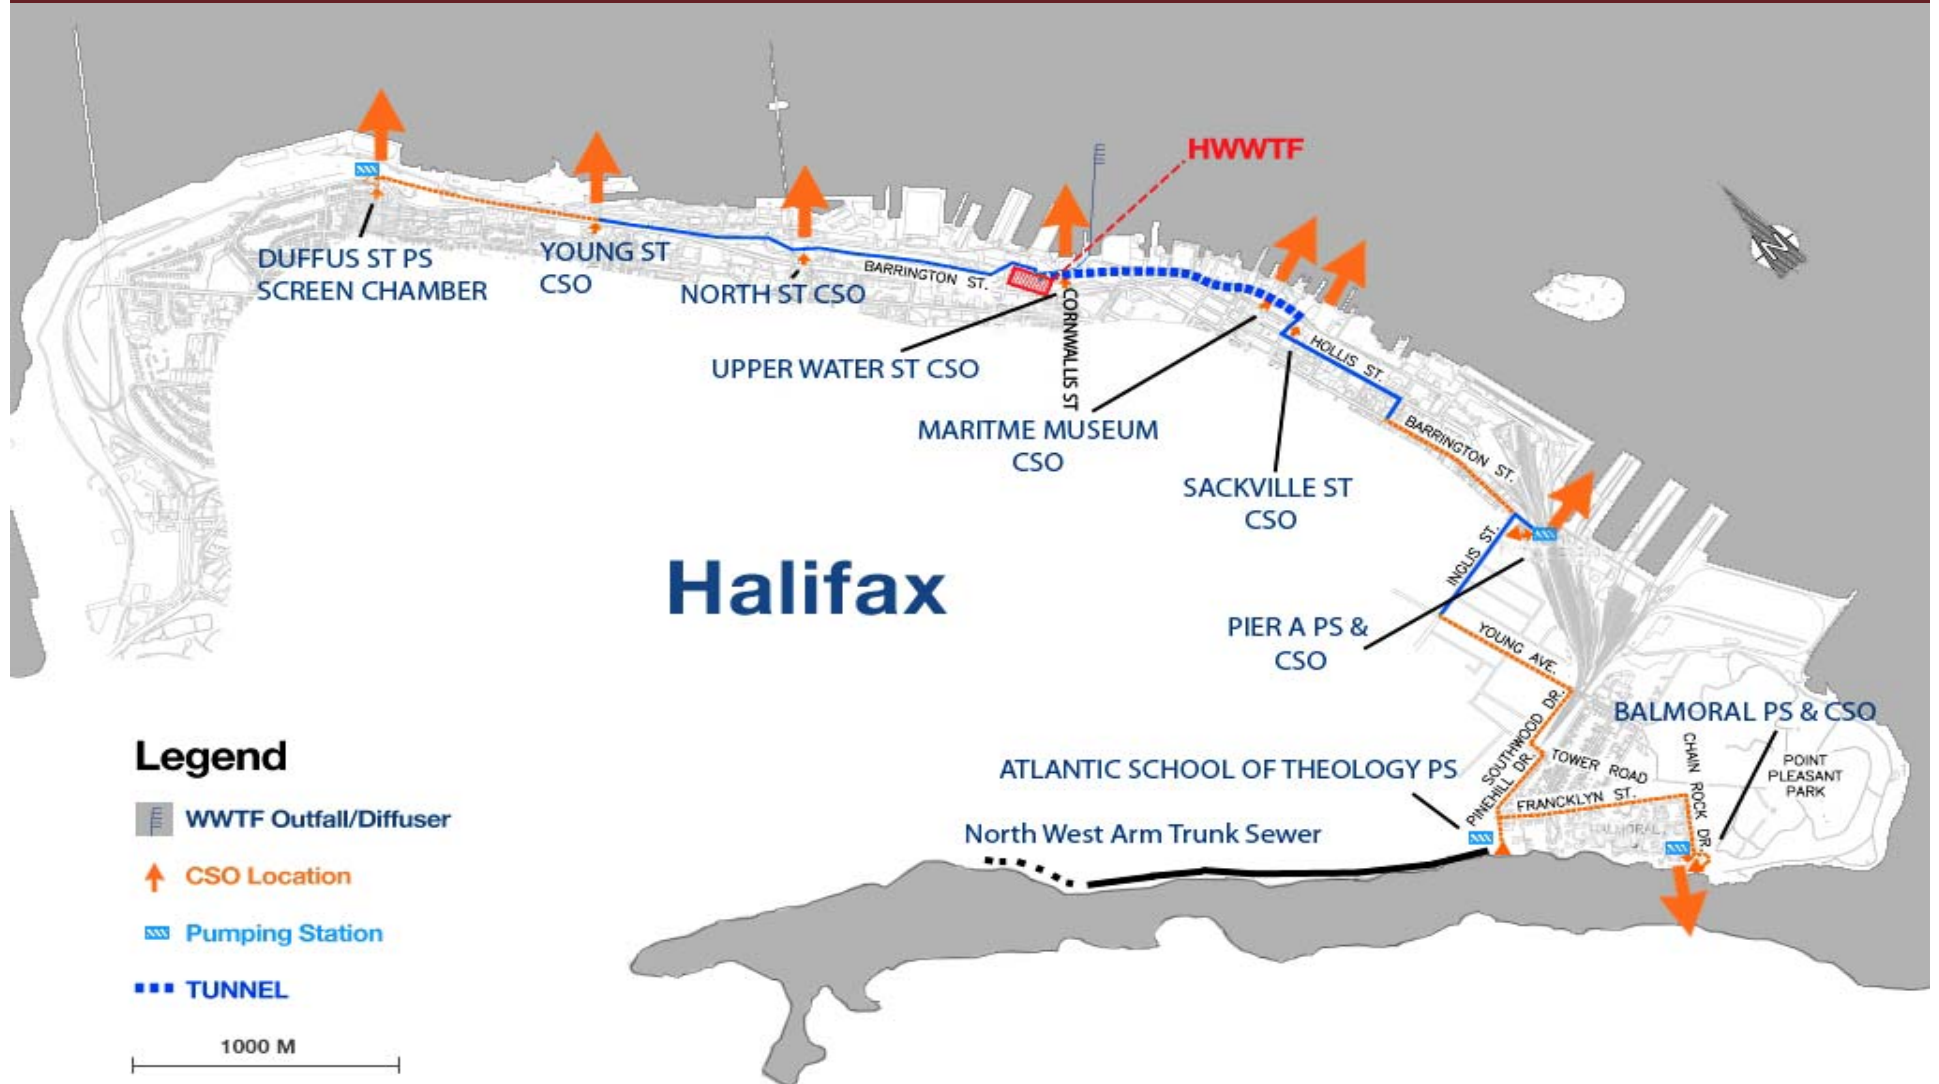 HWWTF
DUFFUS ST PS
SCREEN CHAMBER
YOUNG ST
CSO
NORTH ST CSO
BARRINGTON ST.
UPPER WATER ST CSO
CORNWALLIS ST
MARITME MUSEUM
CSO
HOLLIS ST.
SACKVILLE ST
CSO
BARRINGTON ST.
N
Halifax
INGLIS ST.
PIER A PS &
CSO
YOUNG AVE.
SOUTHWOOD DR.
PINEHILL DR.
TOWER ROAD
FRANCKLYN ST.
BALMORAL
CHAIN ROCK DR.
BALMORAL PS & CSO
POINT
PLEASANT
PARK
ATLANTIC SCHOOL OF THEOLOGY PS
North West Arm Trunk Sewer
Legend
WWTF Outfall/Diffuser
CSO Location
Pumping Station
TUNNEL
1000 M